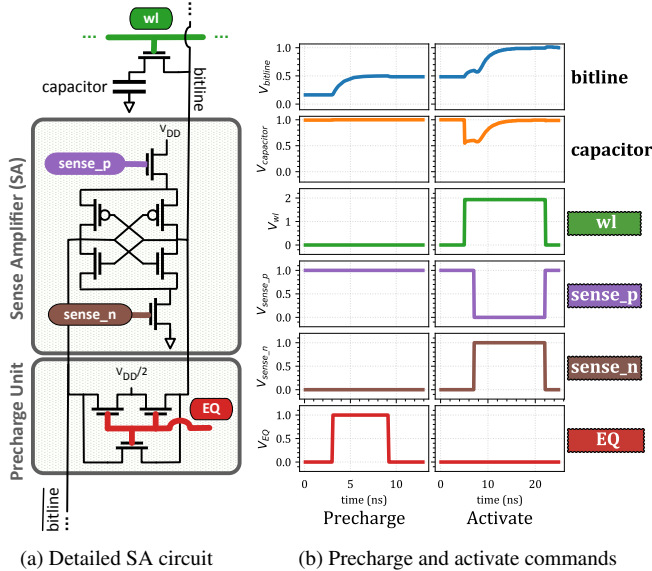 wl
...
...
capacitor
bitline
Sense Amplifier (SA)
V_DD
sense_p
sense_n
Precharge Unit
V_DD/2
EQ
bitline
...
(a) Detailed SA circuit
V_bitline
1.0
0.5
0.0
bitline
V_capacitor
1.0
0.5
0.0
capacitor
V_wl
2
1
0
wl
V_sense_p
1.0
0.5
0.0
sense_p
V_sense_n
1.0
0.5
0.0
sense_n
V_EQ
1.0
0.5
0.0
EQ
0 5 10
0 10 20
time (ns)
time (ns)
Precharge
Activate
(b) Precharge and activate commands